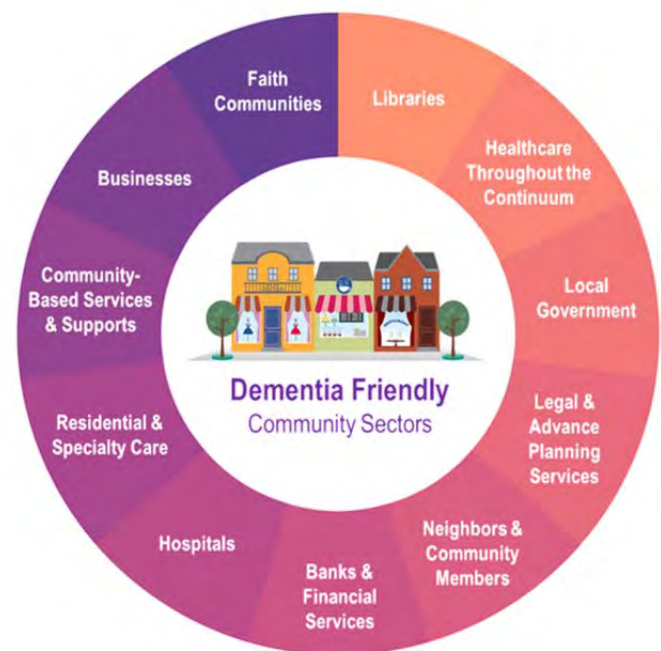 Faith
Communities
Libraries
Healthcare
Throughout the
Continuum
Local
Government
Legal &
Advance
Planning
Services
Neighbors &
Community
Members
Banks &
Financial
Services
Hospitals
Residential &
Specialty Care
Community-
Based Services
& Supports
Businesses
Dementia Friendly
Community Sectors